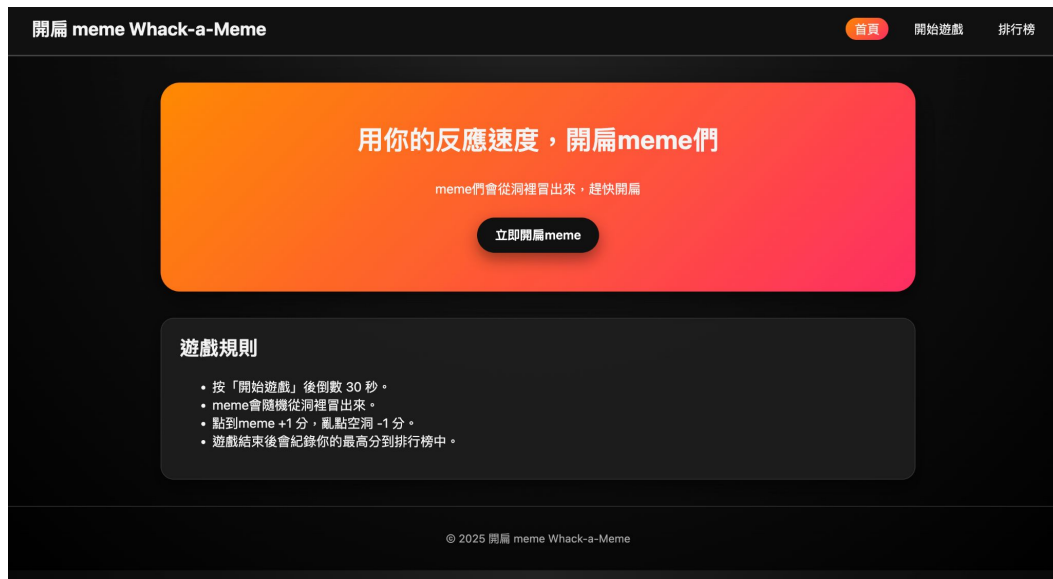 開扁 meme Whack-a-Meme
首頁 開始遊戲 排行榜
用你的反應速度，開扁meme們
meme們會從洞裡冒出來，趕快開扁
立即開扁meme
遊戲規則
• 按「開始遊戲」後倒數 30 秒。
• meme會隨機從洞裡冒出來。
• 點到meme +1 分，亂點空洞 -1 分。
• 遊戲結束後會紀錄你的最高分到排行榜中。
© 2025 開扁 meme Whack-a-Meme